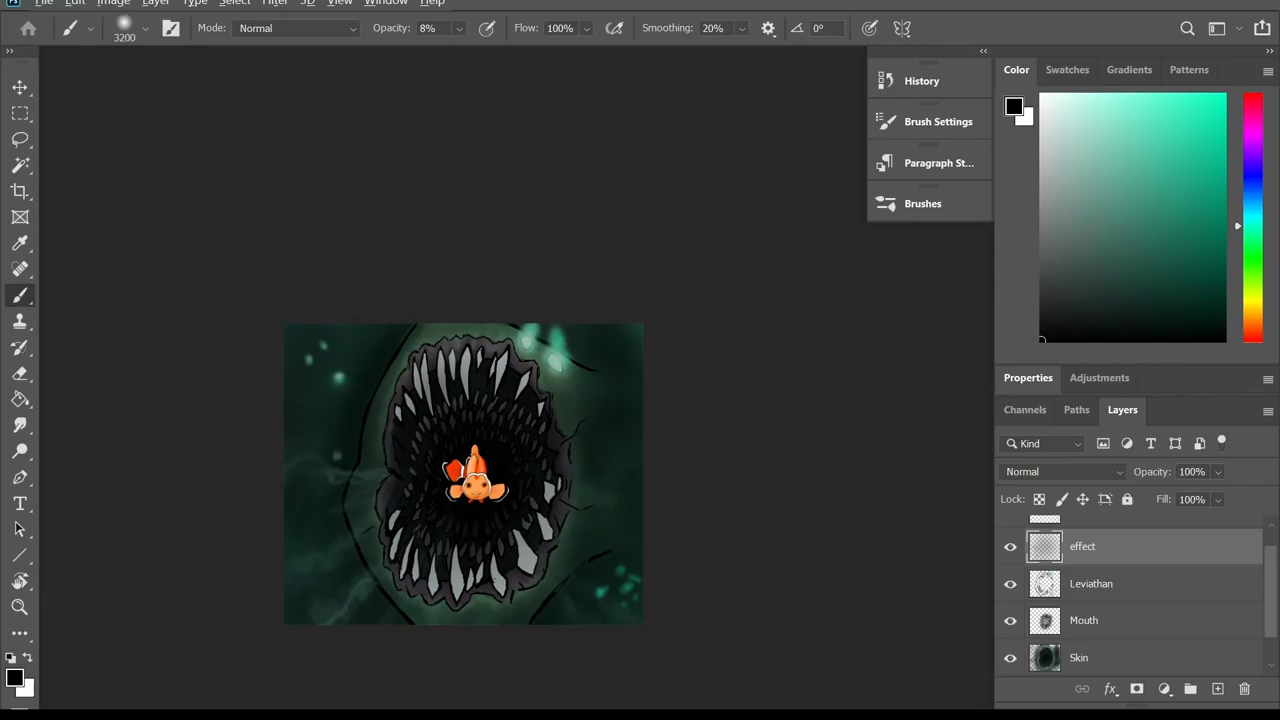 Ps File Edit Image Layer Type Select Filter 3D View Window Help
3200 Mode: Normal Opacity: 8% Flow: 100% Smoothing: 20% 0°
History
Brush Settings
Paragraph St...
Brushes
Color Swatches Gradients Patterns
Properties Adjustments
Channels Paths Layers
Kind
Normal Opacity: 100%
Lock: Fill: 100%
effect
Leviathan
Mouth
Skin
fx